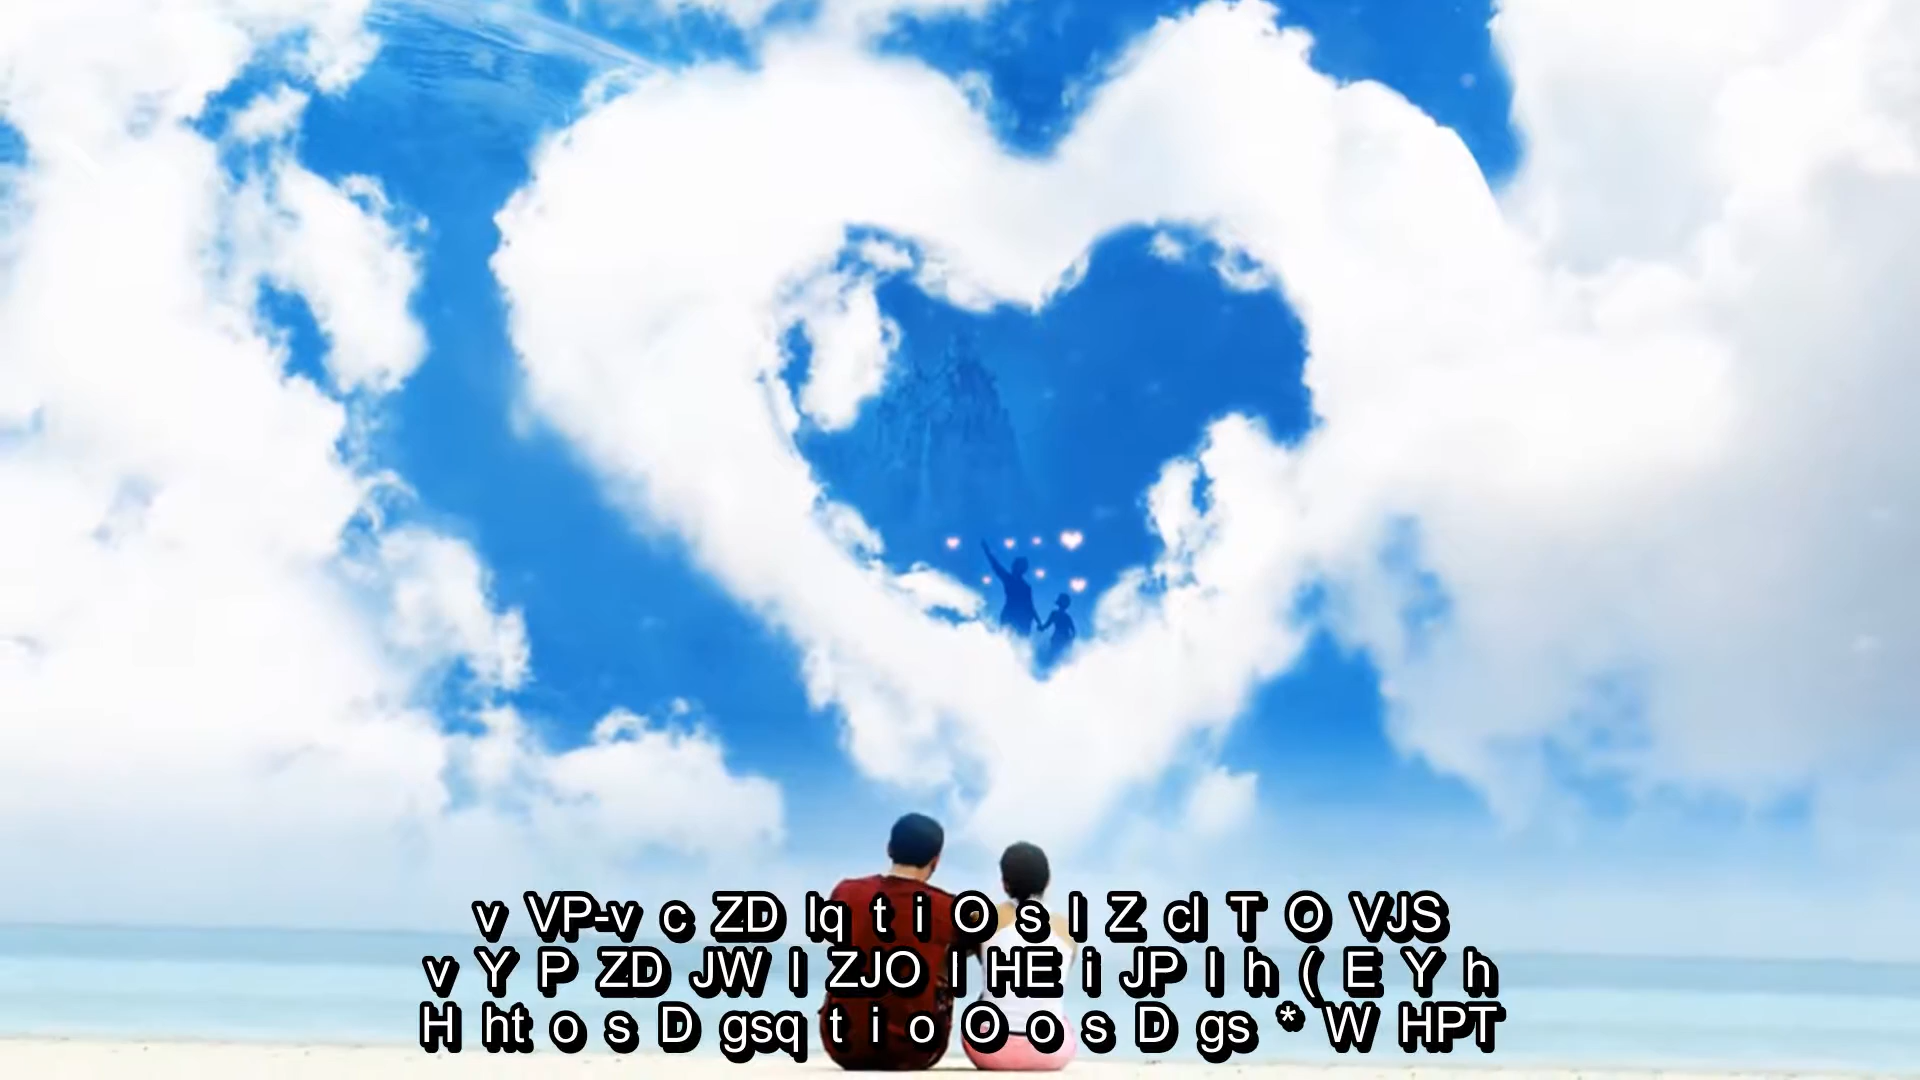 v VP-v c ZD lq t i O s l Z cl T O VJS
v Y P ZD JW l ZJO l HE i JP l h ( E Y h
H ht o s D gsq t i o O o s D gs * W HPT